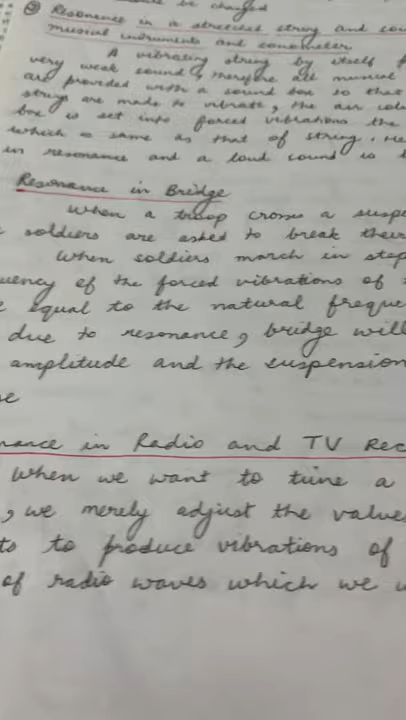 be changed
Resonance in a stretched string and
musical instruments and sonometer
A vibrating string by itself
very weak sound, therefore all musical
are provided with a sound box so that
strings are made to vibrate, the air
box is set into forced vibrations the
which is same as that of string.
in resonance and a loud sound is
Resonance in Bridge
When a troop crosses a
soldiers are asked to break their
When soldiers march in step
of the forced vibrations of
equal to the natural
due to resonance, bridge will
amplitude and the suspension
in Radio and TV
When we want to tune a
, we merely adjust the values
to produce vibrations of
of radio waves which we